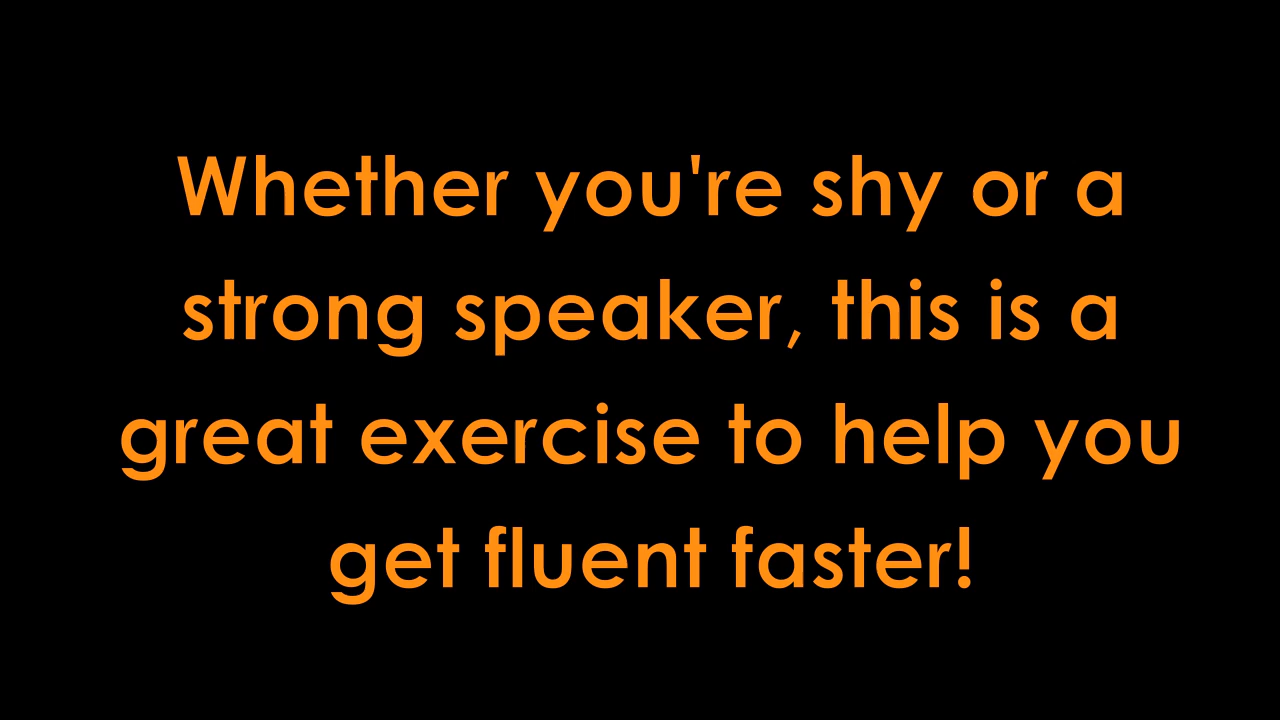 Whether you're shy or a
strong speaker, this is a
great exercise to help you
get fluent faster!